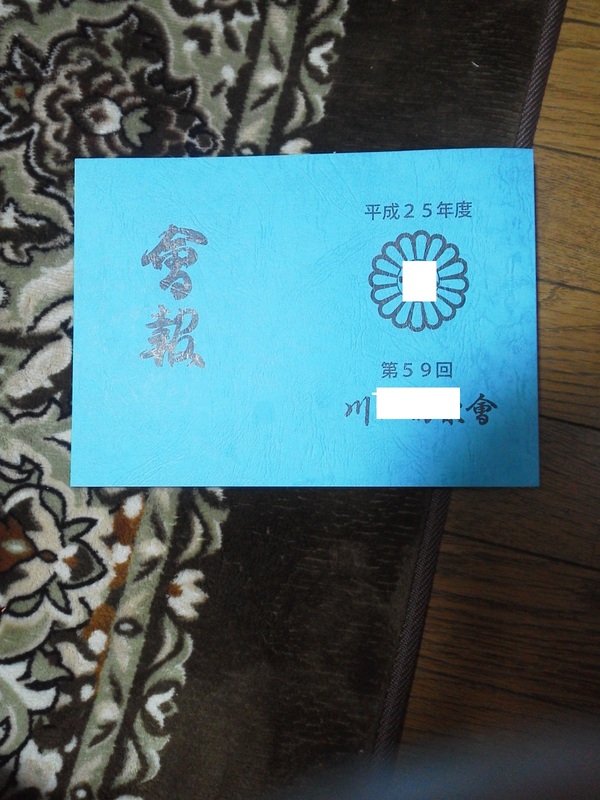 平成２５年度
會報
第５９回
川 會